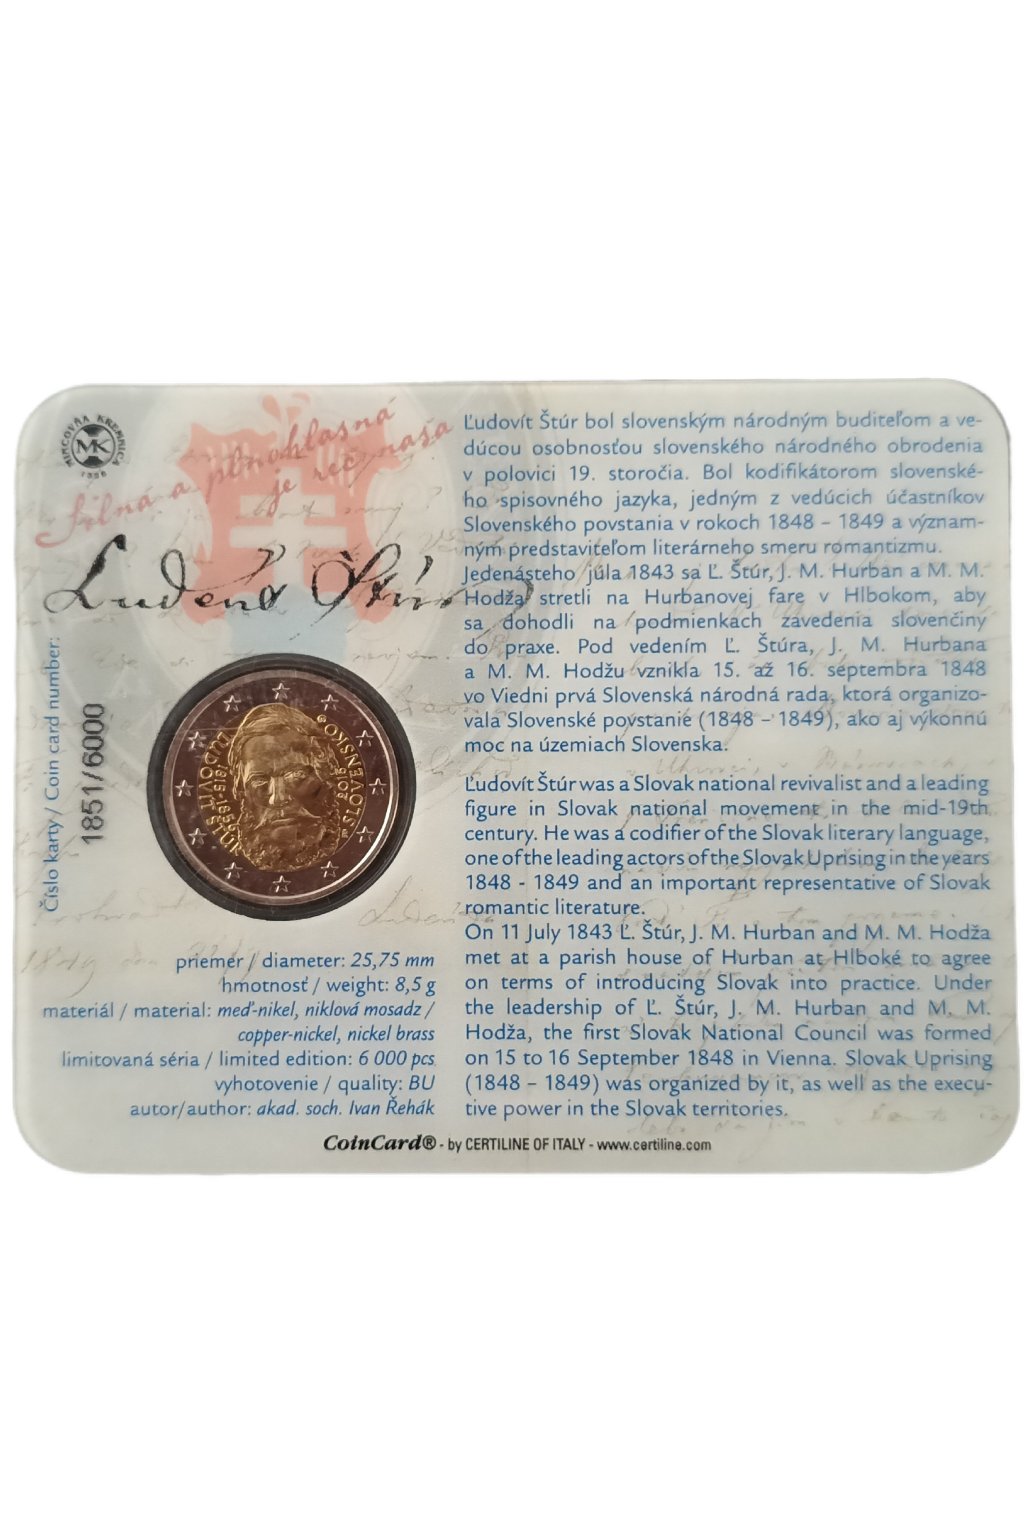 MINCOVŇA KREMNICA
MK
silná a plnohlasná
je reč naša
Ľudovít Štúr bol slovenským národným buditeľom a ve-
dúcou osobnosťou slovenského národného obrodenia
v polovici 19. storočia. Bol kodifikátorom slovenské-
ho spisovného jazyka, jedným z vedúcich účastníkov
Slovenského povstania v rokoch 1848 – 1849 a význam-
ným predstaviteľom literárneho smeru romantizmu.
Jedenásteho júla 1843 sa Ľ. Štúr, J. M. Hurban a M. M.
Hodža stretli na Hurbanovej fare v Hlbokom, aby
sa dohodli na podmienkach zavedenia slovenčiny
do praxe. Pod vedením Ľ. Štúra, J. M. Hurbana
a M. M. Hodžu vznikla 15. až 16. septembra 1848
vo Viedni prvá Slovenská národná rada, ktorá organizo-
vala Slovenské povstanie (1848 – 1849), ako aj výkonnú
moc na územiach Slovenska.
Ľudovít Štúr was a Slovak national revivalist and a leading
figure in Slovak national movement in the mid-19th
century. He was a codifier of the Slovak literary language,
one of the leading actors of the Slovak Uprising in the years
1848 - 1849 and an important representative of Slovak
romantic literature.
On 11 July 1843 Ľ. Štúr, J. M. Hurban and M. M. Hodža
met at a parish house of Hurban at Hlboké to agree
on terms of introducing Slovak into practice. Under
the leadership of Ľ. Štúr, J. M. Hurban and M. M.
Hodža, the first Slovak National Council was formed
on 15 to 16 September 1848 in Vienna. Slovak Uprising
(1848 – 1849) was organized by it, as well as the execu-
tive power in the Slovak territories.
Číslo karty / Coin card number:
1851/6000
ĽUDOVÍT ŠTÚR
1815-1856
SLOVENSKO
2015
priemer / diameter: 25,75 mm
hmotnosť / weight: 8,5 g
materiál / material: meď-nikel, niklová mosadz /
copper-nickel, nickel brass
limitovaná séria / limited edition: 6 000 pcs
vyhotovenie / quality: BU
autor/author: akad. soch. Ivan Řehák
CoinCard® - by CERTILINE OF ITALY - www.certiline.com